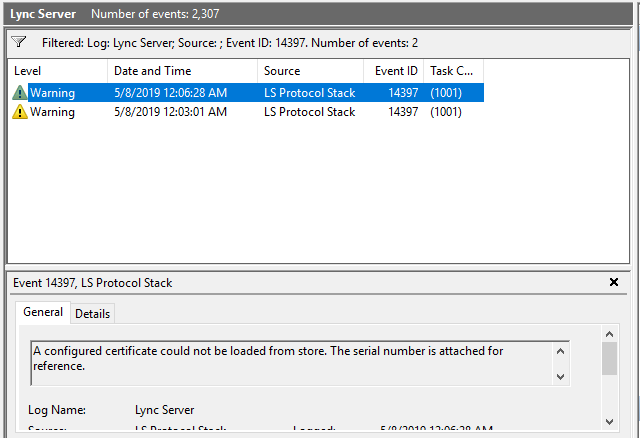 Lync Server Number of events: 2,307
Filtered: Log: Lync Server; Source: ; Event ID: 14397. Number of events: 2
Level Date and Time Source Event ID Task C...
Warning 5/8/2019 12:06:28 AM LS Protocol Stack 14397 (1001)
Warning 5/8/2019 12:03:01 AM LS Protocol Stack 14397 (1001)
Event 14397, LS Protocol Stack
General Details
A configured certificate could not be loaded from store. The serial number is attached for
reference.
Log Name: Lync Server
Source: LS Protocol Stack Logged: 5/8/2019 12:06:28 AM